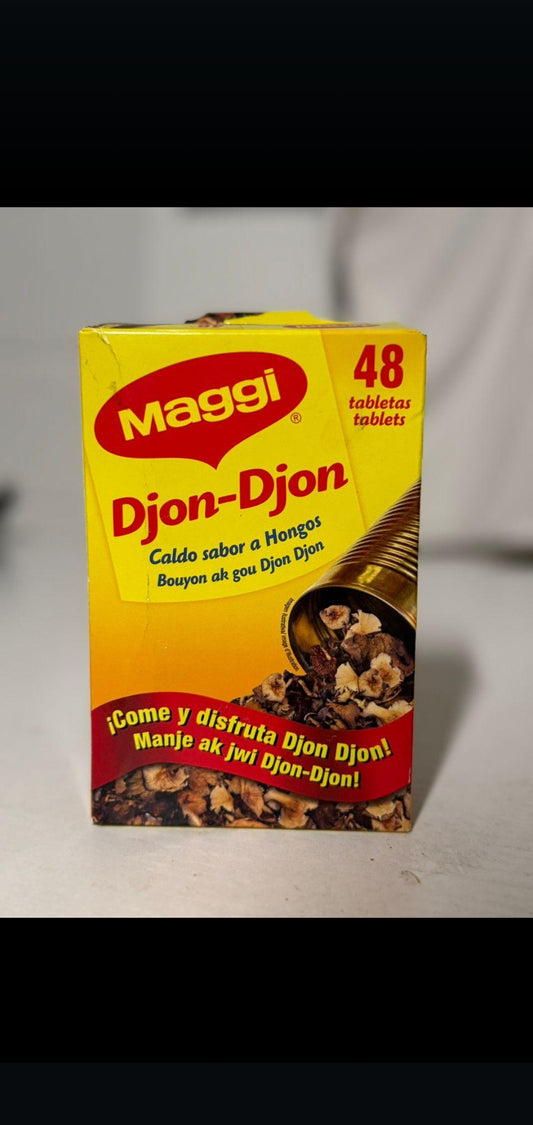 Maggi®
48
tabletas
tablets
Djon-Djon
Caldo sabor a Hongos
Bouyon ak gou Djon Djon
¡Come y disfruta Djon Djon!
Manje ak jwi Djon-Djon!